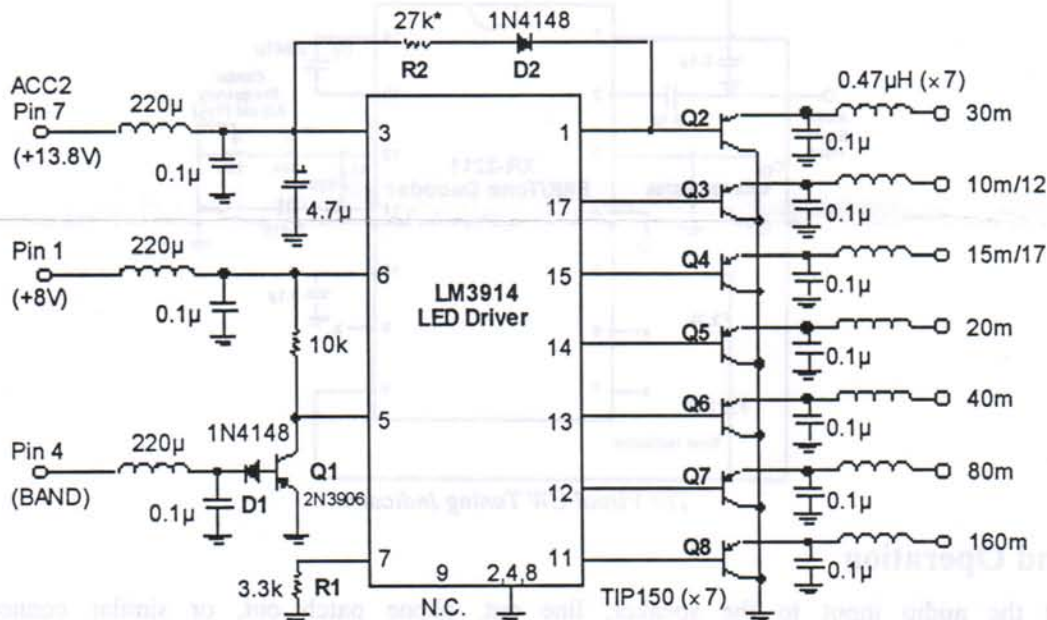 27k*
1N4148
R2
D2
ACC2
Pin 7
(+13.8V)
220µ
0.1µ
4.7µ
3
1
17
15
14
13
12
11
Pin 1
(+8V)
220µ
0.1µ
6
LM3914
LED Driver
10k
5
Pin 4
(BAND)
220µ
0.1µ
1N4148
D1
Q1
2N3906
7
3.3k
R1
9
N.C.
2,4,8
TIP150 (×7)
0.47µH (×7)
Q2
0.1µ
30m
Q3
0.1µ
10m/12
Q4
0.1µ
15m/17
Q5
0.1µ
20m
Q6
0.1µ
40m
Q7
0.1µ
80m
Q8
0.1µ
160m